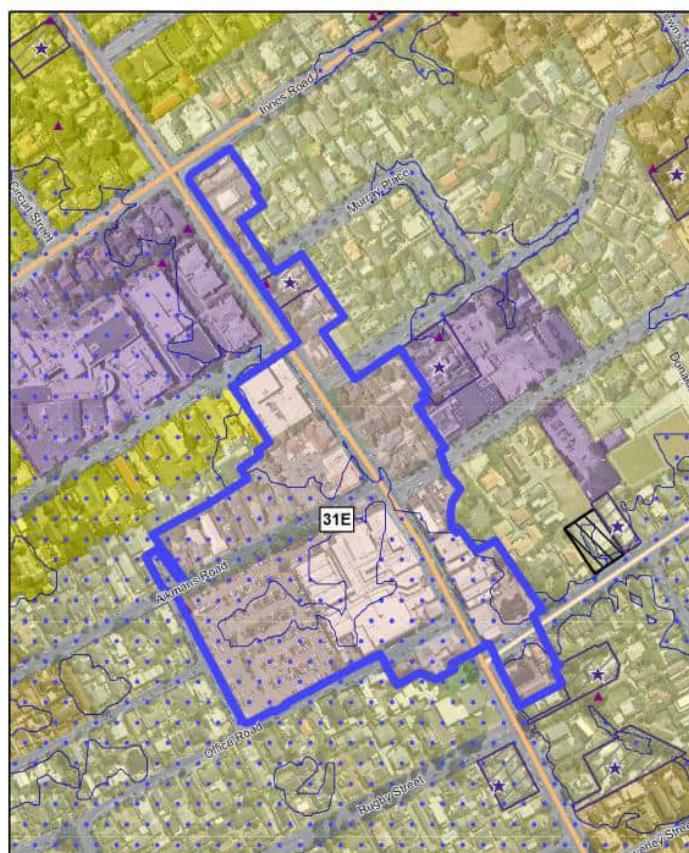 Innes Road
Murray Place
Circuit Street
31E
Aikmans Road
Office Road
Rugby Street